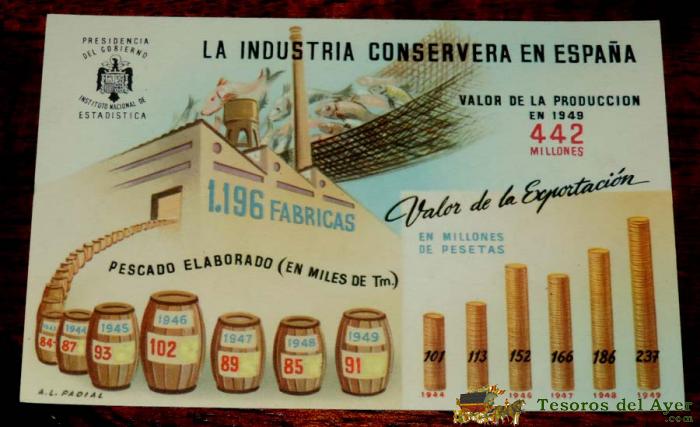 PRESIDENCIA
DEL GOBIERNO
INSTITUTO NACIONAL DE
ESTADISTICA
LA INDUSTRIA CONSERVERA EN ESPAÑA
VALOR DE LA PRODUCCION
EN 1949
442
MILLONES
1.196 FABRICAS
Valor de la Exportación
EN MILLONES
DE PESETAS
PESCADO ELABORADO (EN MILES DE Tm.)
1943 1944 1945 1946 1947 1948 1949
84 87 93 102 89 85 91
101 113 152 166 186 237
1944 1946 1947 1948 1949
A. L. PADIAL
Tesoros del Ayer
.com